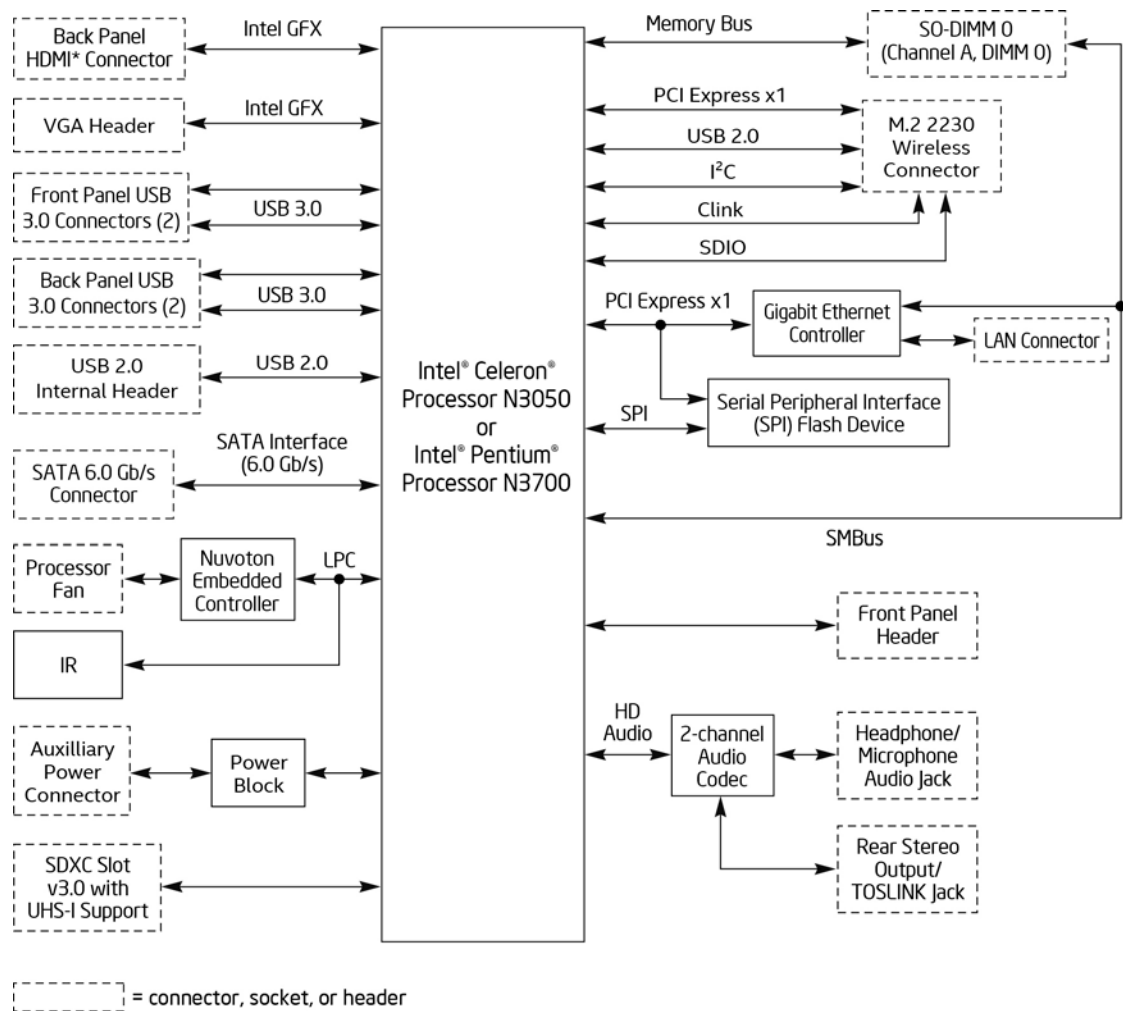 Back Panel
HDMI* Connector
Intel GFX
VGA Header
Intel GFX
Front Panel USB
3.0 Connectors (2)
USB 3.0
Back Panel USB
3.0 Connectors (2)
USB 3.0
USB 2.0
Internal Header
USB 2.0
SATA 6.0 Gb/s
Connector
SATA Interface
(6.0 Gb/s)
Processor
Fan
Nuvoton
Embedded
Controller
LPC
IR
Auxilliary
Power
Connector
Power
Block
SDXC Slot
v3.0 with
UHS-I Support
Intel® Celeron®
Processor N3050
or
Intel® Pentium®
Processor N3700
Memory Bus
SO-DIMM 0
(Channel A, DIMM 0)
PCI Express x1
USB 2.0
I²C
Clink
SDIO
M.2 2230
Wireless
Connector
PCI Express x1
Gigabit Ethernet
Controller
LAN Connector
SPI
Serial Peripheral Interface
(SPI) Flash Device
SMBus
Front Panel
Header
HD
Audio
2-channel
Audio
Codec
Headphone/
Microphone
Audio Jack
Rear Stereo
Output/
TOSLINK Jack
= connector, socket, or header